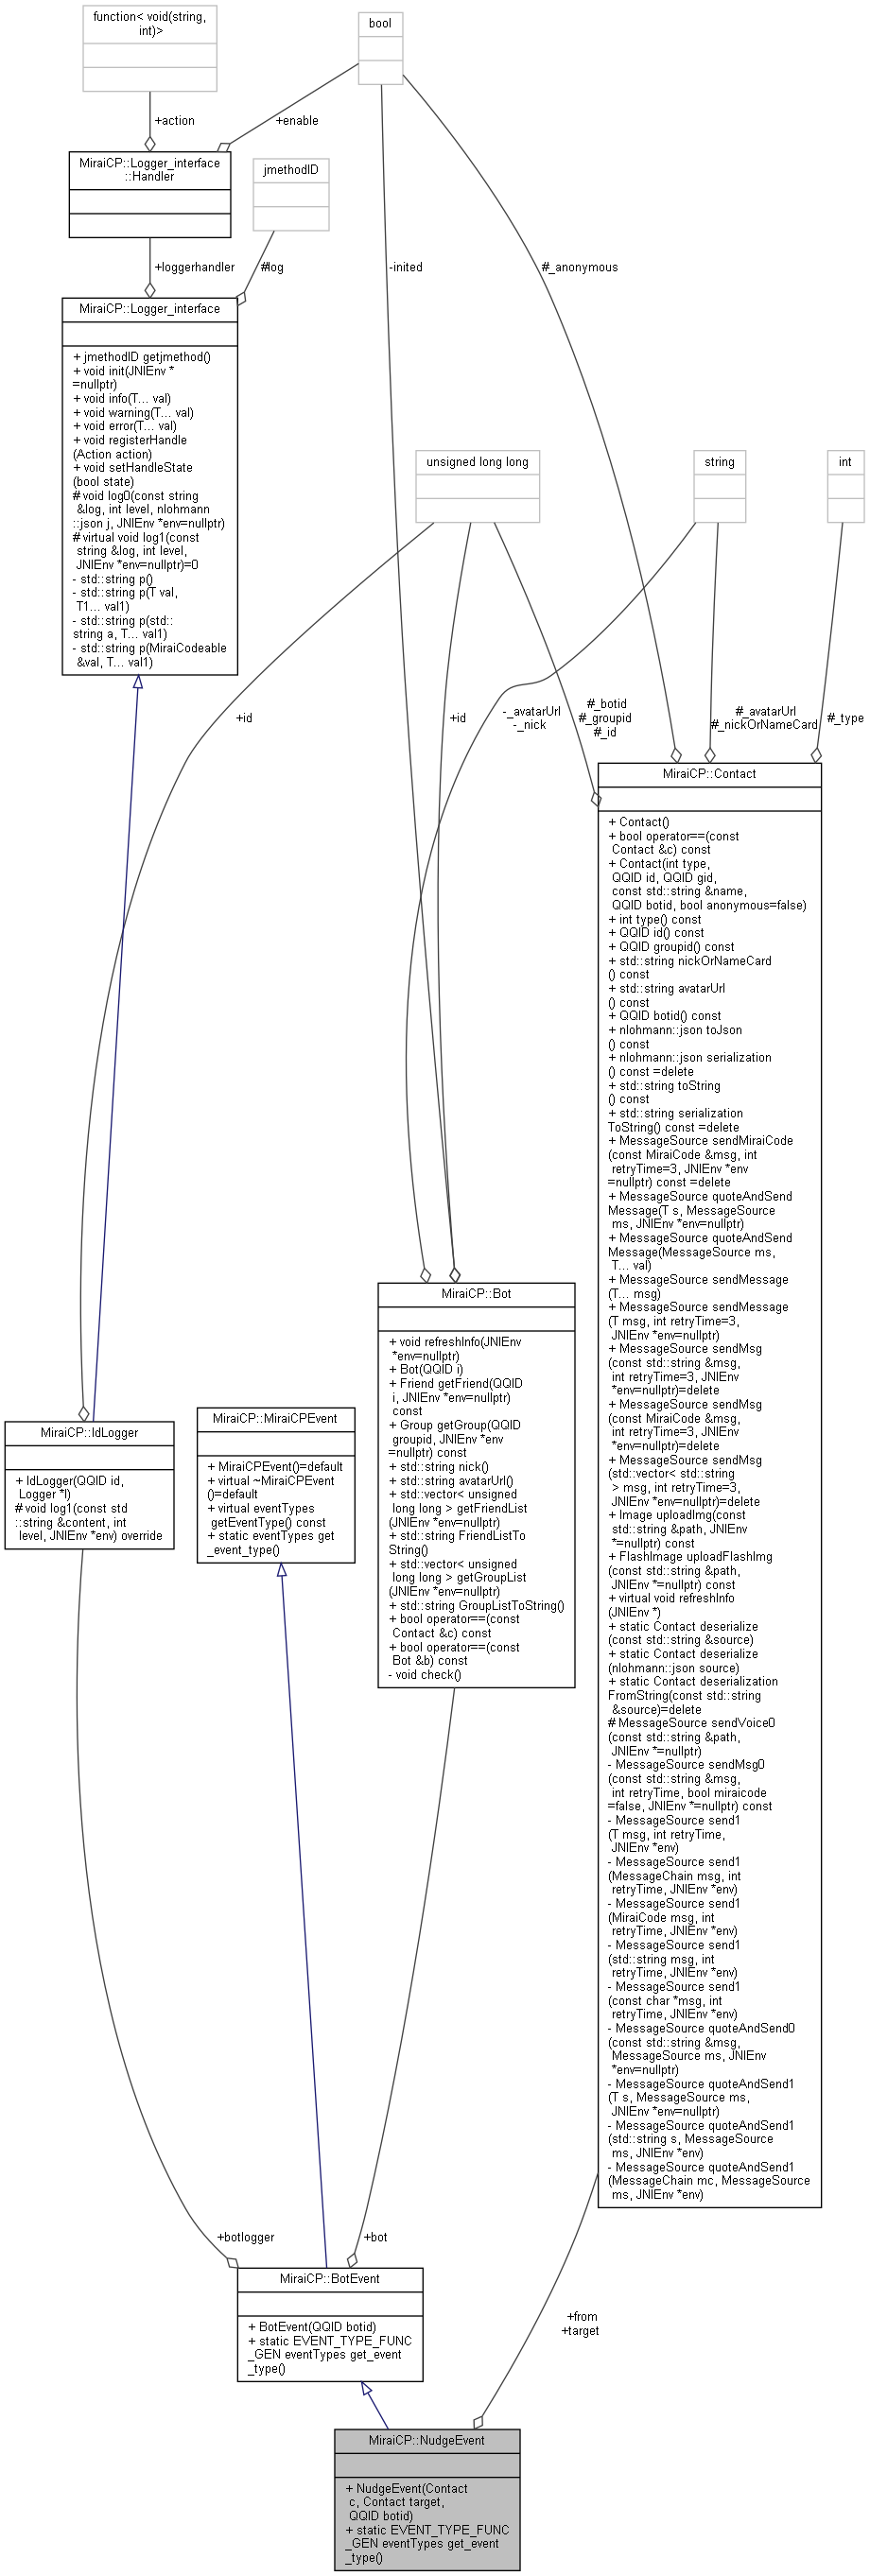 function< void(string,
int)>
bool
+action
+enable
MiraiCP::Logger_interface
::Handler
jmethodID
+loggerhandler
#log
-inited
#_anonymous
MiraiCP::Logger_interface
+ jmethodID getjmethod()
+ void init(JNIEnv *
=nullptr)
+ void info(T... val)
+ void warning(T... val)
+ void error(T... val)
+ void registerHandle
(Action action)
+ void setHandleState
(bool state)
# void log0(const string
&log, int level, nlohmann
::json j, JNIEnv *env=nullptr)
# virtual void log1(const
string &log, int level,
JNIEnv *env=nullptr)=0
- std::string p()
- std::string p(T val,
T1... val1)
- std::string p(std::
string a, T... val1)
- std::string p(MiraiCodeable
&val, T... val1)
unsigned long long
string
int
+id
+id
-_avatarUrl
-_nick
#_botid
#_groupid
#_id
#_avatarUrl
#_nickOrNameCard
#_type
MiraiCP::Contact
+ Contact()
+ bool operator==(const
Contact &c) const
+ Contact(int type,
QQID id, QQID gid,
const std::string &name,
QQID botid, bool anonymous=false)
+ int type() const
+ QQID id() const
+ QQID groupid() const
+ std::string nickOrNameCard
() const
+ std::string avatarUrl
() const
+ QQID botid() const
+ nlohmann::json toJson
() const
+ nlohmann::json serialization
() const =delete
+ std::string toString
() const
+ std::string serialization
ToString() const =delete
+ MessageSource sendMiraiCode
(const MiraiCode &msg, int
retryTime=3, JNIEnv *env
=nullptr) const =delete
+ MessageSource quoteAndSend
Message(T s, MessageSource
ms, JNIEnv *env=nullptr)
+ MessageSource quoteAndSend
Message(MessageSource ms,
T... val)
+ MessageSource sendMessage
(T... msg)
+ MessageSource sendMessage
(T msg, int retryTime=3,
JNIEnv *env=nullptr)
+ MessageSource sendMsg
(const std::string &msg,
int retryTime=3, JNIEnv
*env=nullptr)=delete
+ MessageSource sendMsg
(const MiraiCode &msg,
int retryTime=3, JNIEnv
*env=nullptr)=delete
+ MessageSource sendMsg
(std::vector< std::string
> msg, int retryTime=3,
JNIEnv *env=nullptr)=delete
+ Image uploadImg(const
std::string &path, JNIEnv
*=nullptr) const
+ FlashImage uploadFlashImg
(const std::string &path,
JNIEnv *=nullptr) const
+ virtual void refreshInfo
(JNIEnv *)
+ static Contact deserialize
(const std::string &source)
+ static Contact deserialize
(nlohmann::json source)
+ static Contact deserialization
FromString(const std::string
&source)=delete
# MessageSource sendVoice0
(const std::string &path,
JNIEnv *=nullptr)
- MessageSource sendMsg0
(const std::string &msg,
int retryTime, bool miraicode
=false, JNIEnv *=nullptr) const
- MessageSource send1
(T msg, int retryTime,
JNIEnv *env)
- MessageSource send1
(MessageChain msg, int
retryTime, JNIEnv *env)
- MessageSource send1
(MiraiCode msg, int
retryTime, JNIEnv *env)
- MessageSource send1
(std::string msg, int
retryTime, JNIEnv *env)
- MessageSource send1
(const char *msg, int
retryTime, JNIEnv *env)
- MessageSource quoteAndSend0
(const std::string &msg,
MessageSource ms, JNIEnv
*env=nullptr)
- MessageSource quoteAndSend1
(T s, MessageSource ms,
JNIEnv *env=nullptr)
- MessageSource quoteAndSend1
(std::string s, MessageSource
ms, JNIEnv *env)
- MessageSource quoteAndSend1
(MessageChain mc, MessageSource
ms, JNIEnv *env)
MiraiCP::Bot
+ void refreshInfo(JNIEnv
*env=nullptr)
+ Bot(QQID i)
+ Friend getFriend(QQID
i, JNIEnv *env=nullptr)
const
+ Group getGroup(QQID
groupid, JNIEnv *env
=nullptr) const
+ std::string nick()
+ std::string avatarUrl()
+ std::vector< unsigned
long long > getFriendList
(JNIEnv *env=nullptr)
+ std::string FriendListTo
String()
+ std::vector< unsigned
long long > getGroupList
(JNIEnv *env=nullptr)
+ std::string GroupListToString()
+ bool operator==(const
Contact &c) const
+ bool operator==(const
Bot &b) const
- void check()
MiraiCP::IdLogger
+ IdLogger(QQID id,
Logger *l)
# void log1(const std
::string &content, int
level, JNIEnv *env) override
MiraiCP::MiraiCPEvent
+ MiraiCPEvent()=default
+ virtual ~MiraiCPEvent
()=default
+ virtual eventTypes
getEventType() const
+ static eventTypes get
_event_type()
+botlogger
+bot
MiraiCP::BotEvent
+ BotEvent(QQID botid)
+ static EVENT_TYPE_FUNC
_GEN eventTypes get_event
_type()
+from
+target
MiraiCP::NudgeEvent
+ NudgeEvent(Contact
c, Contact target,
QQID botid)
+ static EVENT_TYPE_FUNC
_GEN eventTypes get_event
_type()